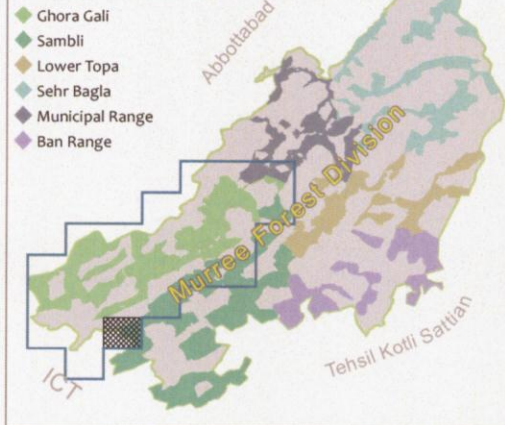 Ghora Gali
Sambli
Lower Topa
Sehr Bagla
Municipal Range
Ban Range
Abbottabad
Murree Forest Division
Tehsil Kotli Sattian
ICT